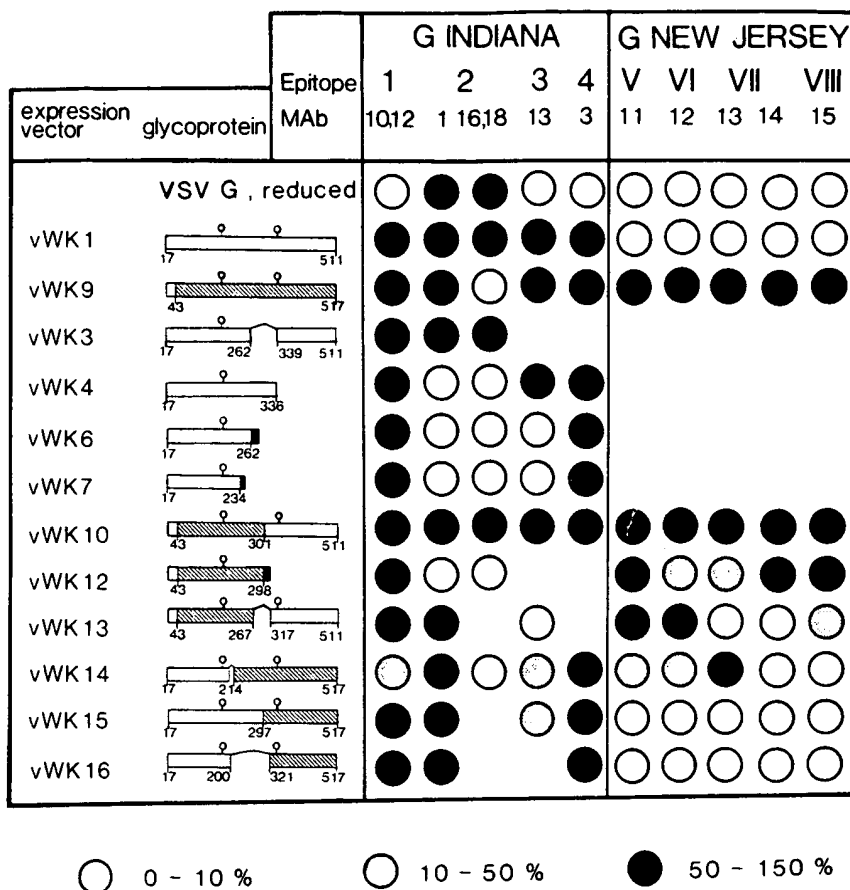 G INDIANA G NEW JERSEY
Epitope 1 2 3 4 V VI VII VIII
expression vector glycoprotein MAb 10,12 1 16,18 13 3 11 12 13 14 15
VSV G , reduced
vWK1
17 511
vWK9
43 517
vWK3
17 262 339 511
vWK4
17 336
vWK6
17 262
vWK7
17 234
vWK10
43 301 511
vWK12
43 298
vWK13
43 267 317 511
vWK14
17 214 517
vWK15
17 297 517
vWK16
17 200 321 517
0 - 10 % 10 - 50 % 50 - 150 %